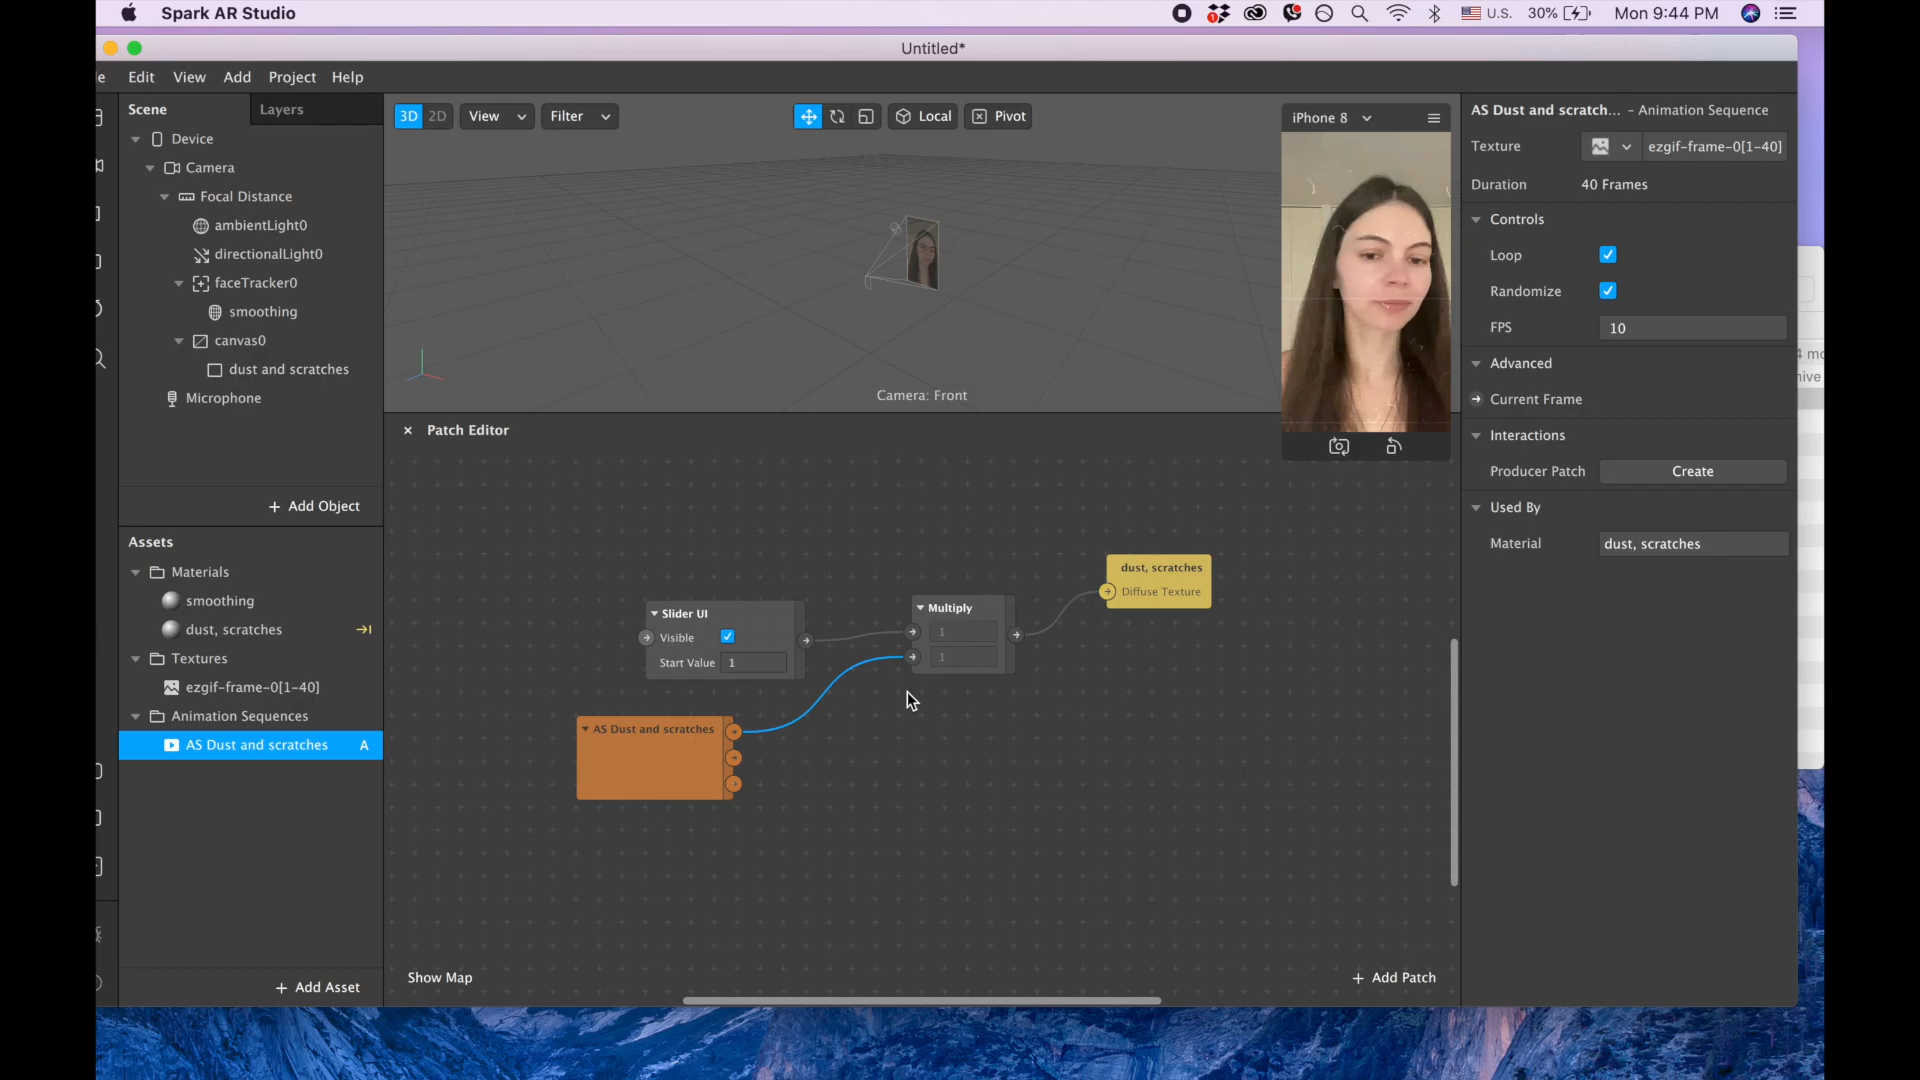 Spark AR Studio
1
U.S.
30%
Mon 9:44 PM
Untitled*
Edit
View
Add
Project
Help
Scene
Layers
Device
Camera
Focal Distance
ambientLight0
directionalLight0
faceTracker0
smoothing
canvas0
dust and scratches
Microphone
+ Add Object
Assets
Materials
smoothing
dust, scratches
Textures
ezgif-frame-0[1-40]
Animation Sequences
AS Dust and scratches A
+ Add Asset
3D 2D
View
Filter
Local
Pivot
Camera: Front
iPhone 8
× Patch Editor
Slider UI
Visible
Start Value 1
AS Dust and scratches
Multiply
1
1
dust, scratches
Diffuse Texture
Show Map
+ Add Patch
AS Dust and scratch... – Animation Sequence
Texture ezgif-frame-0[1-40]
Duration 40 Frames
Controls
Loop
Randomize
FPS 10
Advanced
Current Frame
Interactions
Producer Patch Create
Used By
Material dust, scratches